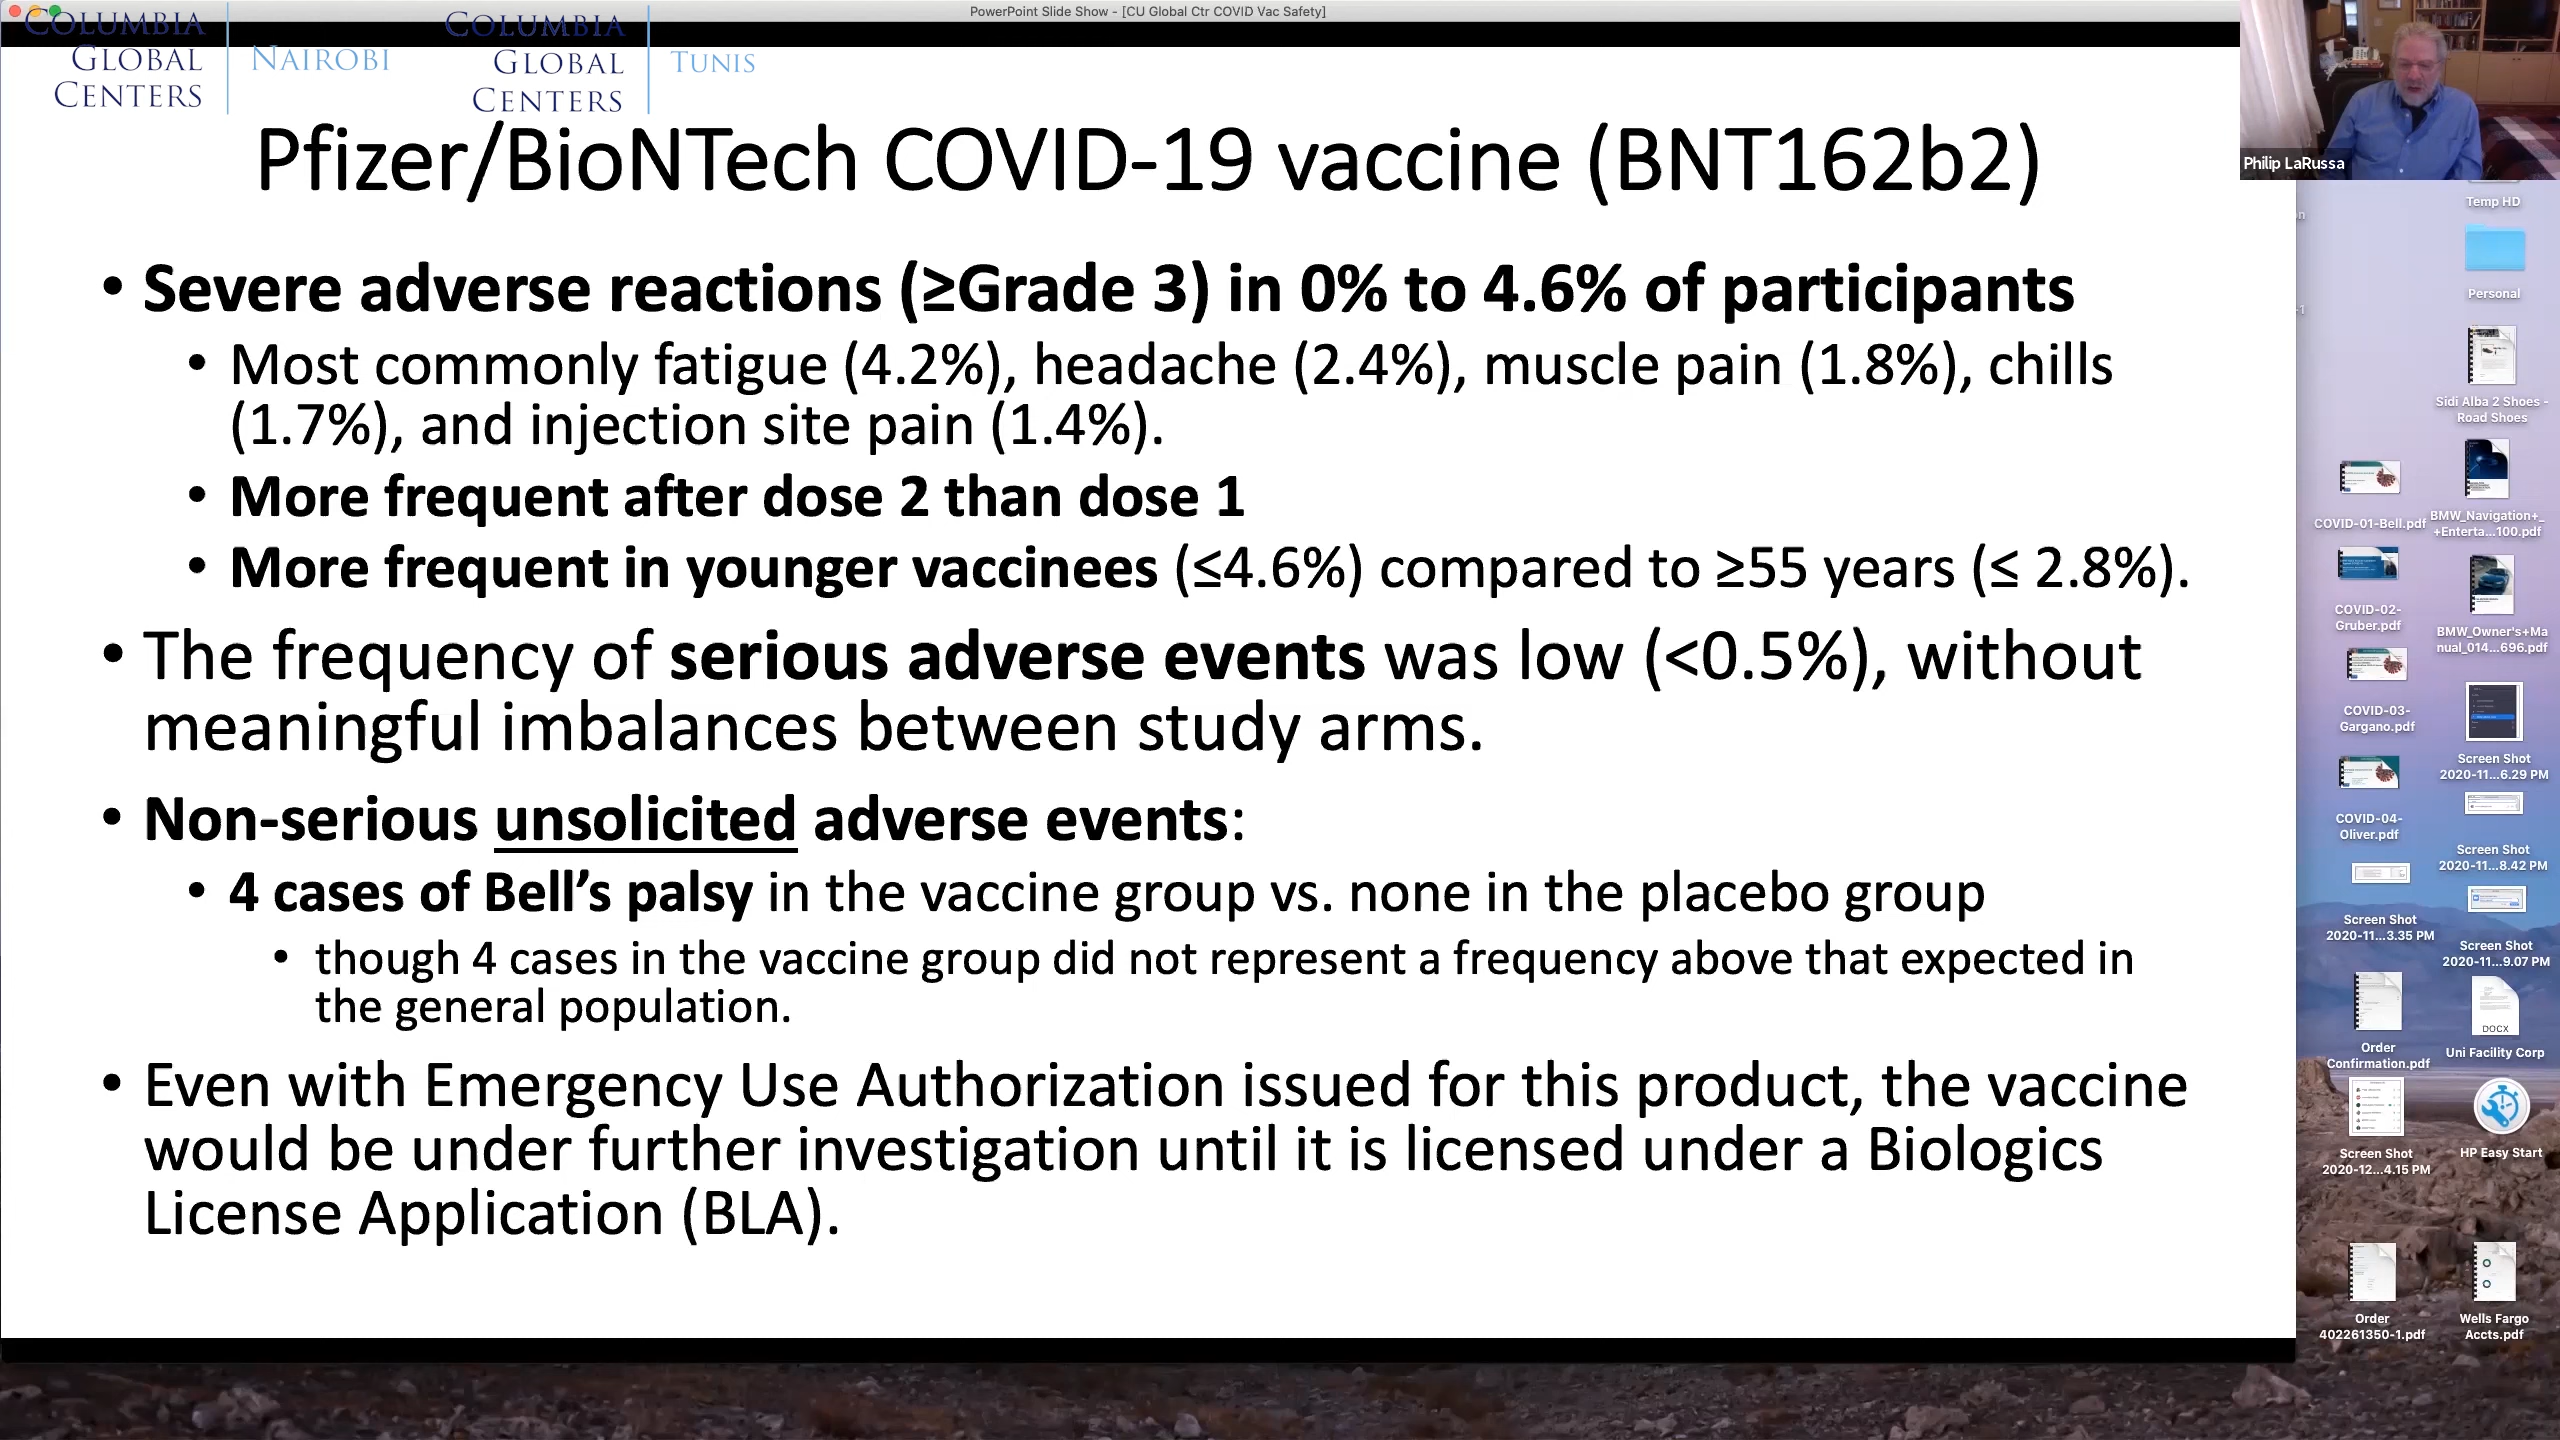 PowerPoint Slide Show - [CU Global Ctr COVID Vac Safety]
COLUMBIA
GLOBAL
CENTERS
NAIROBI
COLUMBIA
GLOBAL
CENTERS
TUNIS
Philip LaRussa
Pfizer/BioNTech COVID-19 vaccine (BNT162b2)
• Severe adverse reactions (≥Grade 3) in 0% to 4.6% of participants
• Most commonly fatigue (4.2%), headache (2.4%), muscle pain (1.8%), chills
(1.7%), and injection site pain (1.4%).
• More frequent after dose 2 than dose 1
• More frequent in younger vaccinees (≤4.6%) compared to ≥55 years (≤ 2.8%).
• The frequency of serious adverse events was low (<0.5%), without
meaningful imbalances between study arms.
• Non-serious unsolicited adverse events:
• 4 cases of Bell’s palsy in the vaccine group vs. none in the placebo group
• though 4 cases in the vaccine group did not represent a frequency above that expected in
the general population.
• Even with Emergency Use Authorization issued for this product, the vaccine
would be under further investigation until it is licensed under a Biologics
License Application (BLA).
Temp HD
Personal
Sidi Alba 2 Shoes -
Road Shoes
COVID-01-Bell.pdf
BMW_Navigation+_
+Enterta...100.pdf
COVID-02-
Gruber.pdf
BMW_Owner's+Ma
nual_014...696.pdf
COVID-03-
Gargano.pdf
Screen Shot
2020-11...6.29 PM
COVID-04-
Oliver.pdf
Screen Shot
2020-11...8.42 PM
Screen Shot
2020-11...3.35 PM
Screen Shot
2020-11...9.07 PM
DOCX
Order
Confirmation.pdf
Uni Facility Corp
Screen Shot
2020-12...4.15 PM
HP Easy Start
Order
402261350-1.pdf
Wells Fargo
Accts.pdf